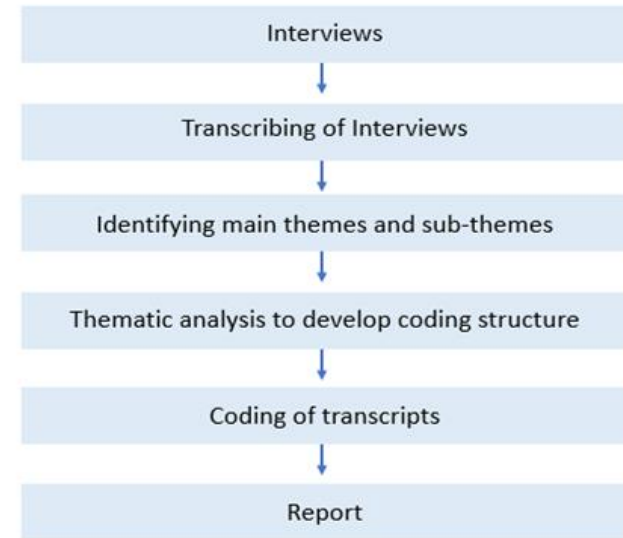 Interviews
Transcribing of Interviews
Identifying main themes and sub-themes
Thematic analysis to develop coding structure
Coding of transcripts
Report